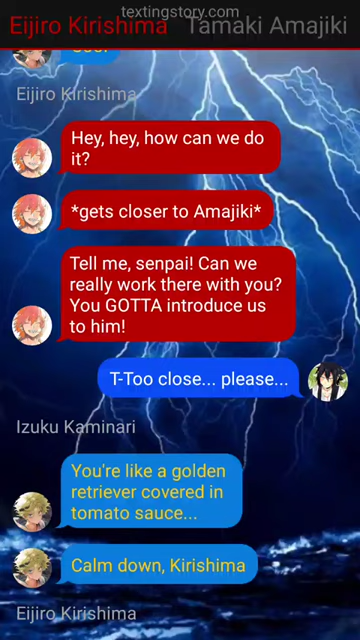 textingstory.com
Eijiro Kirishima Tamaki Amajiki
Eijiro Kirishima
Hey, hey, how can we do
it?
*gets closer to Amajiki*
Tell me, senpai! Can we
really work there with you?
You GOTTA introduce us
to him!
T-Too close... please...
Izuku Kaminari
You're like a golden
retriever covered in
tomato sauce...
Calm down, Kirishima
Eijiro Kirishima